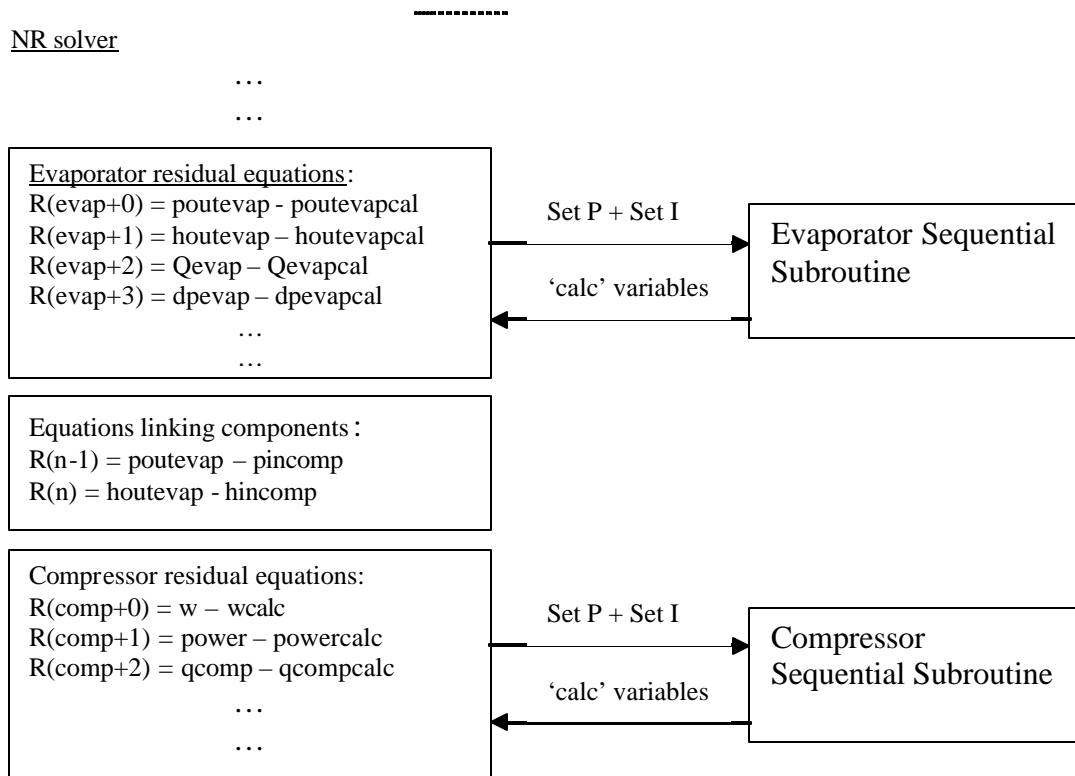 NR solver
…
…
Evaporator residual equations:
R(evap+0) = poutevap - poutevapcal
R(evap+1) = houtevap – houtevapcal
R(evap+2) = Qevap – Qevapcal
R(evap+3) = dpevap – dpevapcal
…
…
Set P + Set I
‘calc’ variables
Evaporator Sequential
Subroutine
Equations linking components:
R(n-1) = poutevap – pincomp
R(n) = houtevap - hincomp
Compressor residual equations:
R(comp+0) = w – wcalc
R(comp+1) = power – powercalc
R(comp+2) = qcomp – qcompcalc
…
…
Set P + Set I
‘calc’ variables
Compressor
Sequential Subroutine